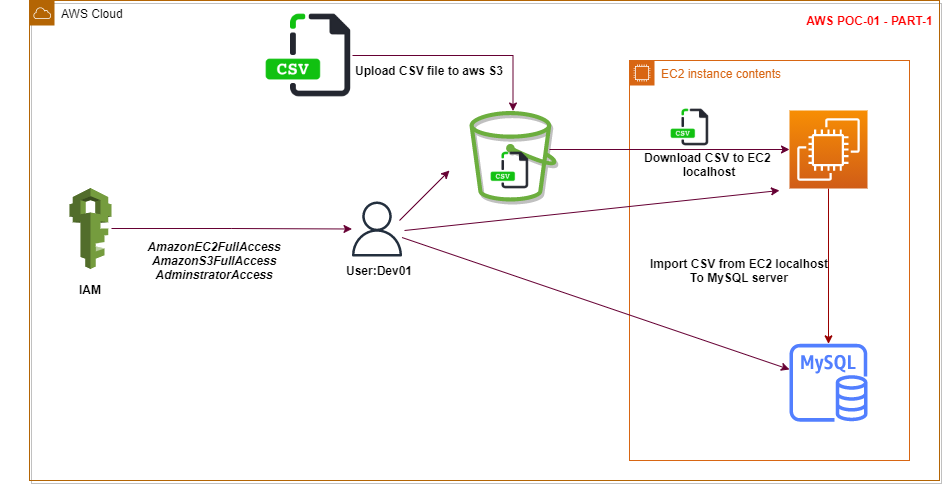 AWS Cloud
AWS POC-01 - PART-1
CSV
Upload CSV file to aws S3
EC2 instance contents
CSV
CSV
Download CSV to EC2
localhost
IAM
AmazonEC2FullAccess
AmazonS3FullAccess
AdminstratorAccess
User:Dev01
Import CSV from EC2 localhost
To MySQL server
MySQL